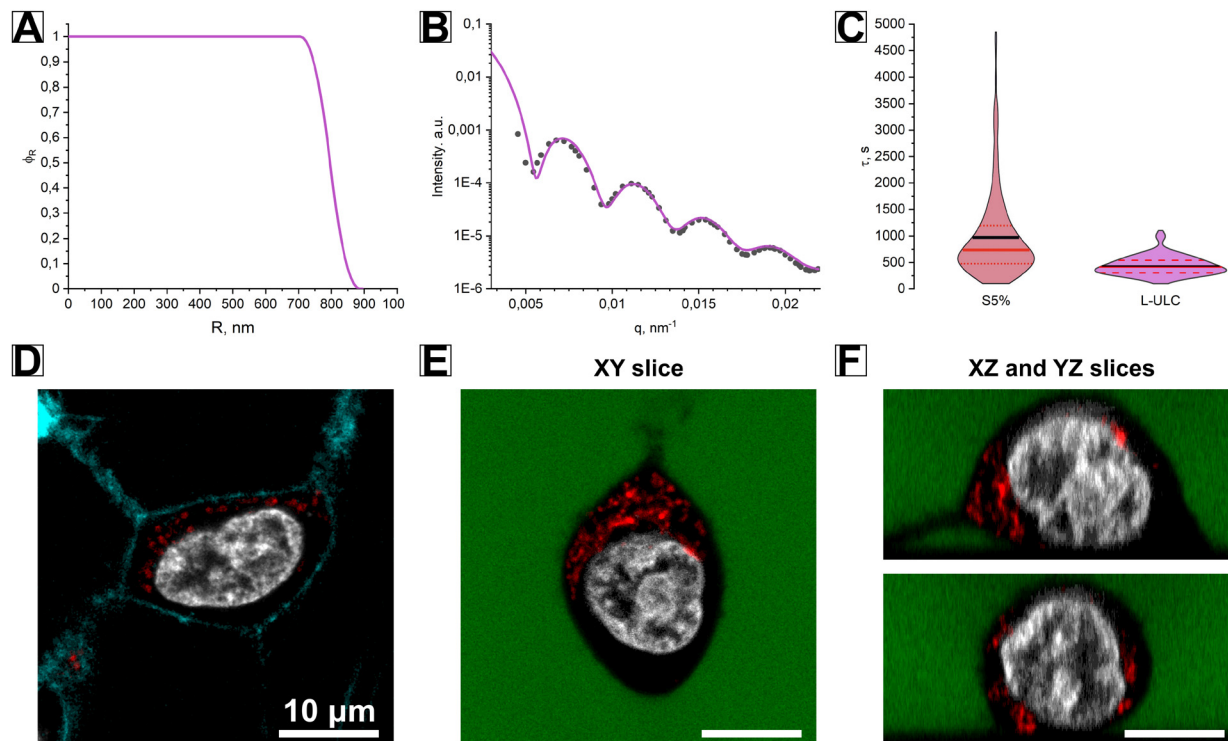 A
ϕR
1
0,9
0,8
0,7
0,6
0,5
0,4
0,3
0,2
0,1
0
0 100 200 300 400 500 600 700 800 900 100
R, nm
B
Intensity. a.u.
0,1
0,01
0,001
1E-4
1E-5
1E-6
0,005 0,01 0,015 0,02
q, nm⁻¹
C
τ, s
5000
4500
4000
3500
3000
2500
2000
1500
1000
500
0
S5% L-ULC
D
10 µm
E
XY slice
F
XZ and YZ slices